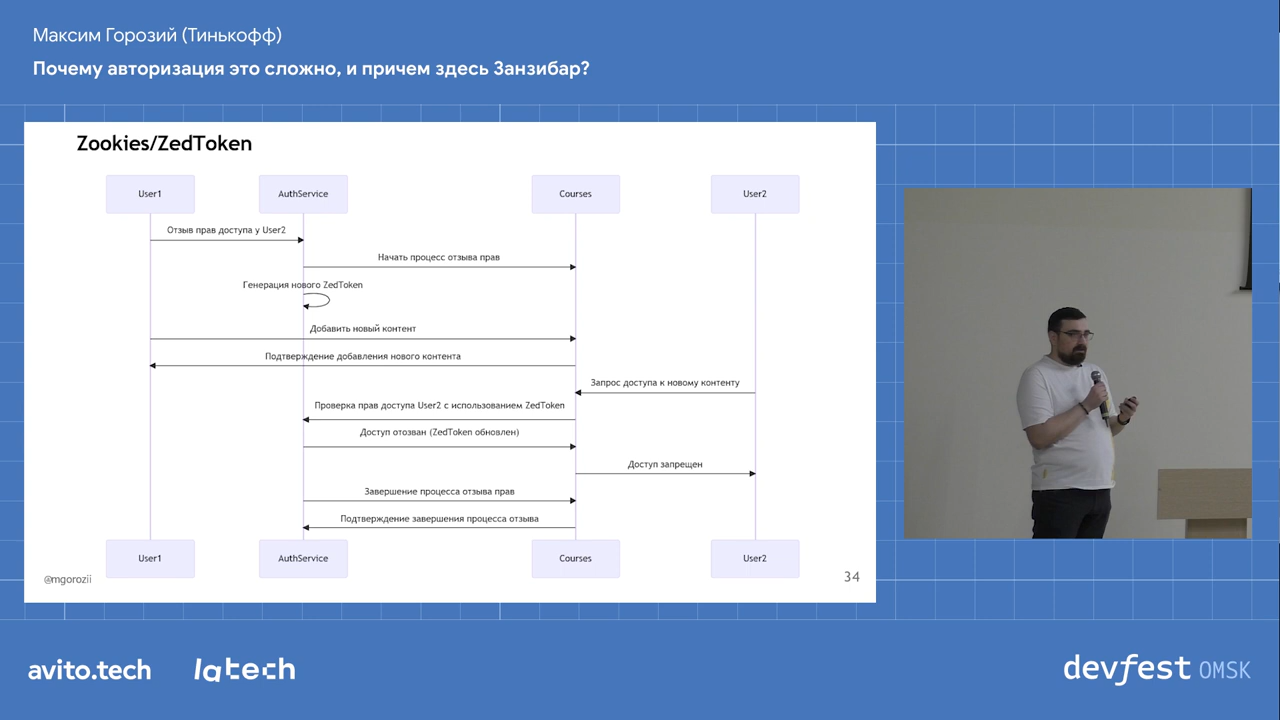 Максим Горозий (Тинькофф)
Почему авторизация это сложно, и причем здесь Занзибар?
Zookies/ZedToken
User1
AuthService
Courses
User2
Отзыв прав доступа у User2
Начать процесс отзыва прав
Генерация нового ZedToken
Добавить новый контент
Подтверждение добавления нового контента
Запрос доступа к новому контенту
Проверка прав доступа User2 с использованием ZedToken
Доступ отозван (ZedToken обновлен)
Доступ запрещен
Завершение процесса отзыва прав
Подтверждение завершения процесса отзыва
User1
AuthService
Courses
User2
@mgorozii
34
avito.tech
latech
devfest OMSK